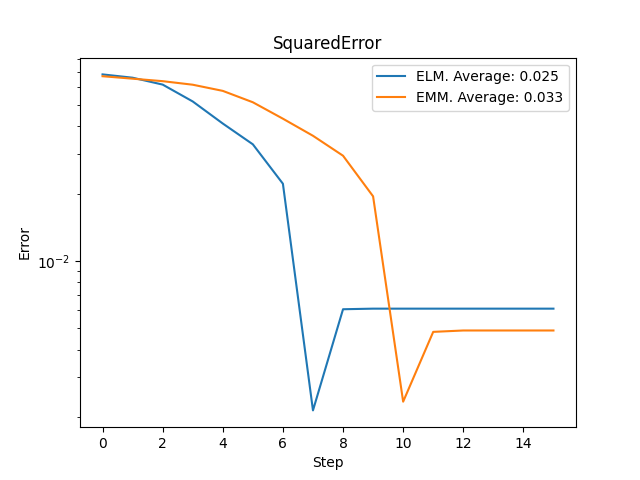 SquaredError
ELM. Average: 0.025
EMM. Average: 0.033
Error
10⁻²
0 2 4 6 8 10 12 14
Step